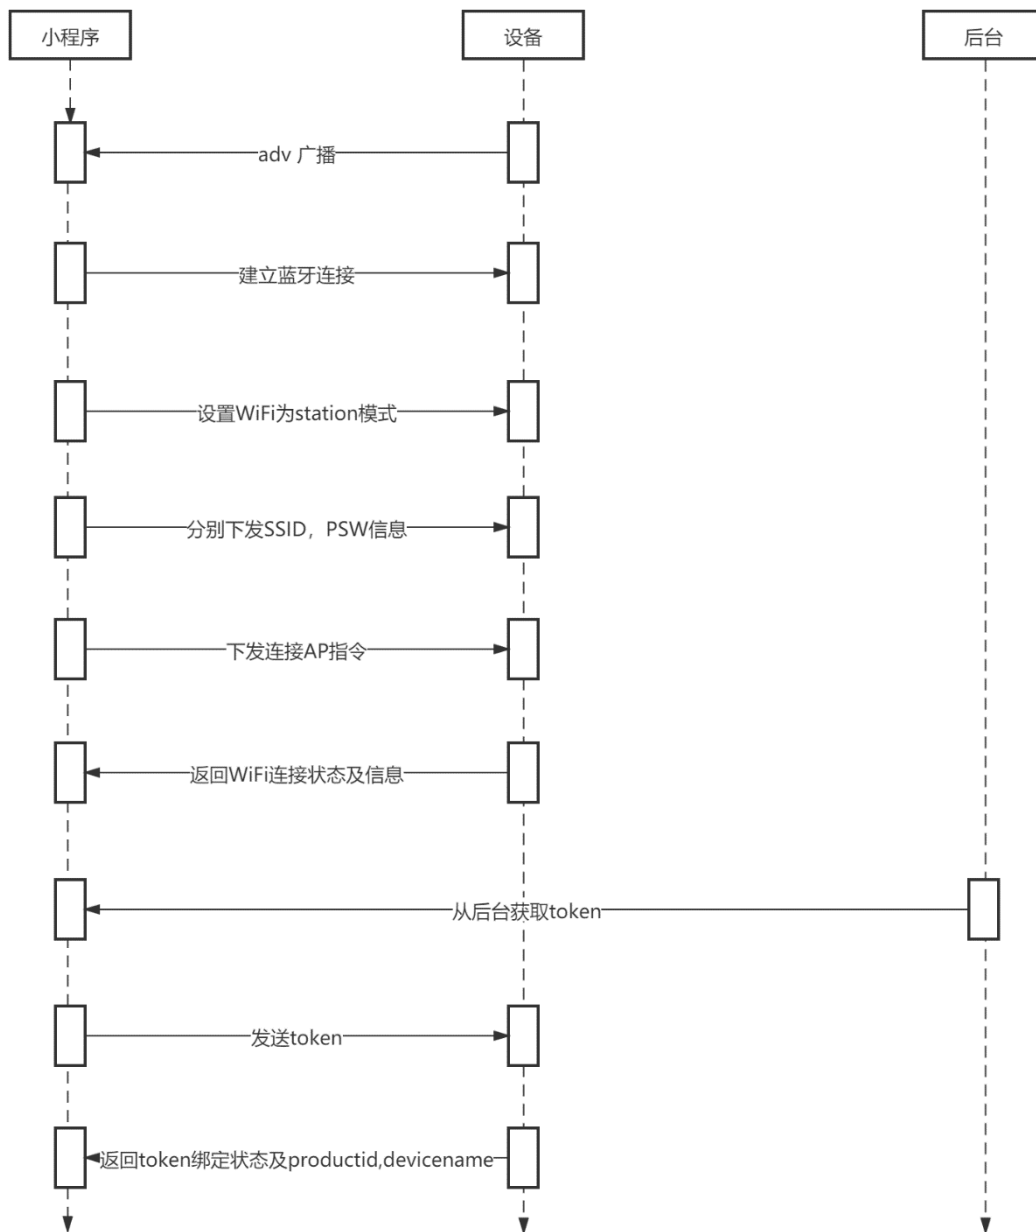 小程序
设备
后台
adv 广播
建立蓝牙连接
设置WiFi为station模式
分别下发SSID，PSW信息
下发连接AP指令
返回WiFi连接状态及信息
从后台获取token
发送token
返回token绑定状态及productid,devicename